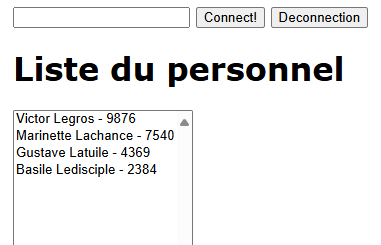 Connect! Deconnection
Liste du personnel
Victor Legros - 9876
Marinette Lachance - 7540
Gustave Latuile - 4369
Basile Ledisciple - 2384